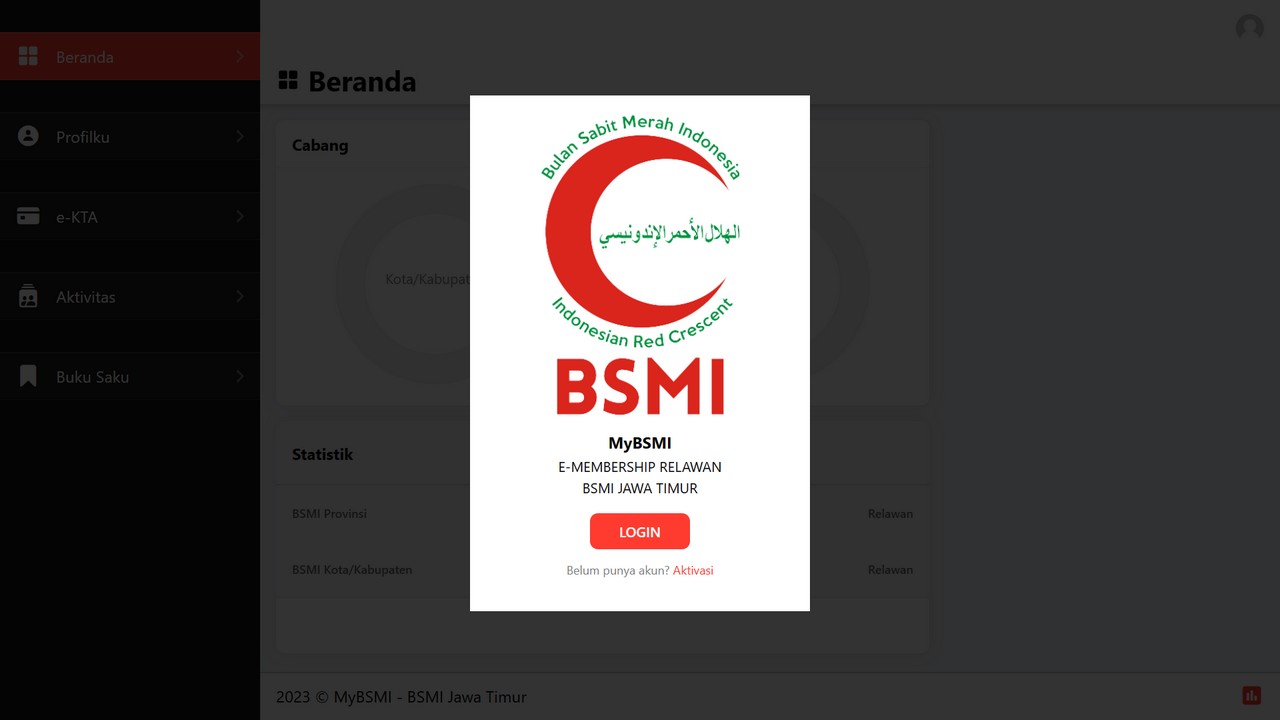 Beranda
Profilku
e-KTA
Aktivitas
Buku Saku
Beranda
Cabang
Kota/Kabupat
Statistik
BSMI Provinsi
Relawan
BSMI Kota/Kabupaten
Relawan
Bulan Sabit Merah Indonesia
الهلال الأحمر الإندونيسي
Indonesian Red Crescent
BSMI
MyBSMI
E-MEMBERSHIP RELAWAN
BSMI JAWA TIMUR
LOGIN
Belum punya akun? Aktivasi
2023 © MyBSMI - BSMI Jawa Timur